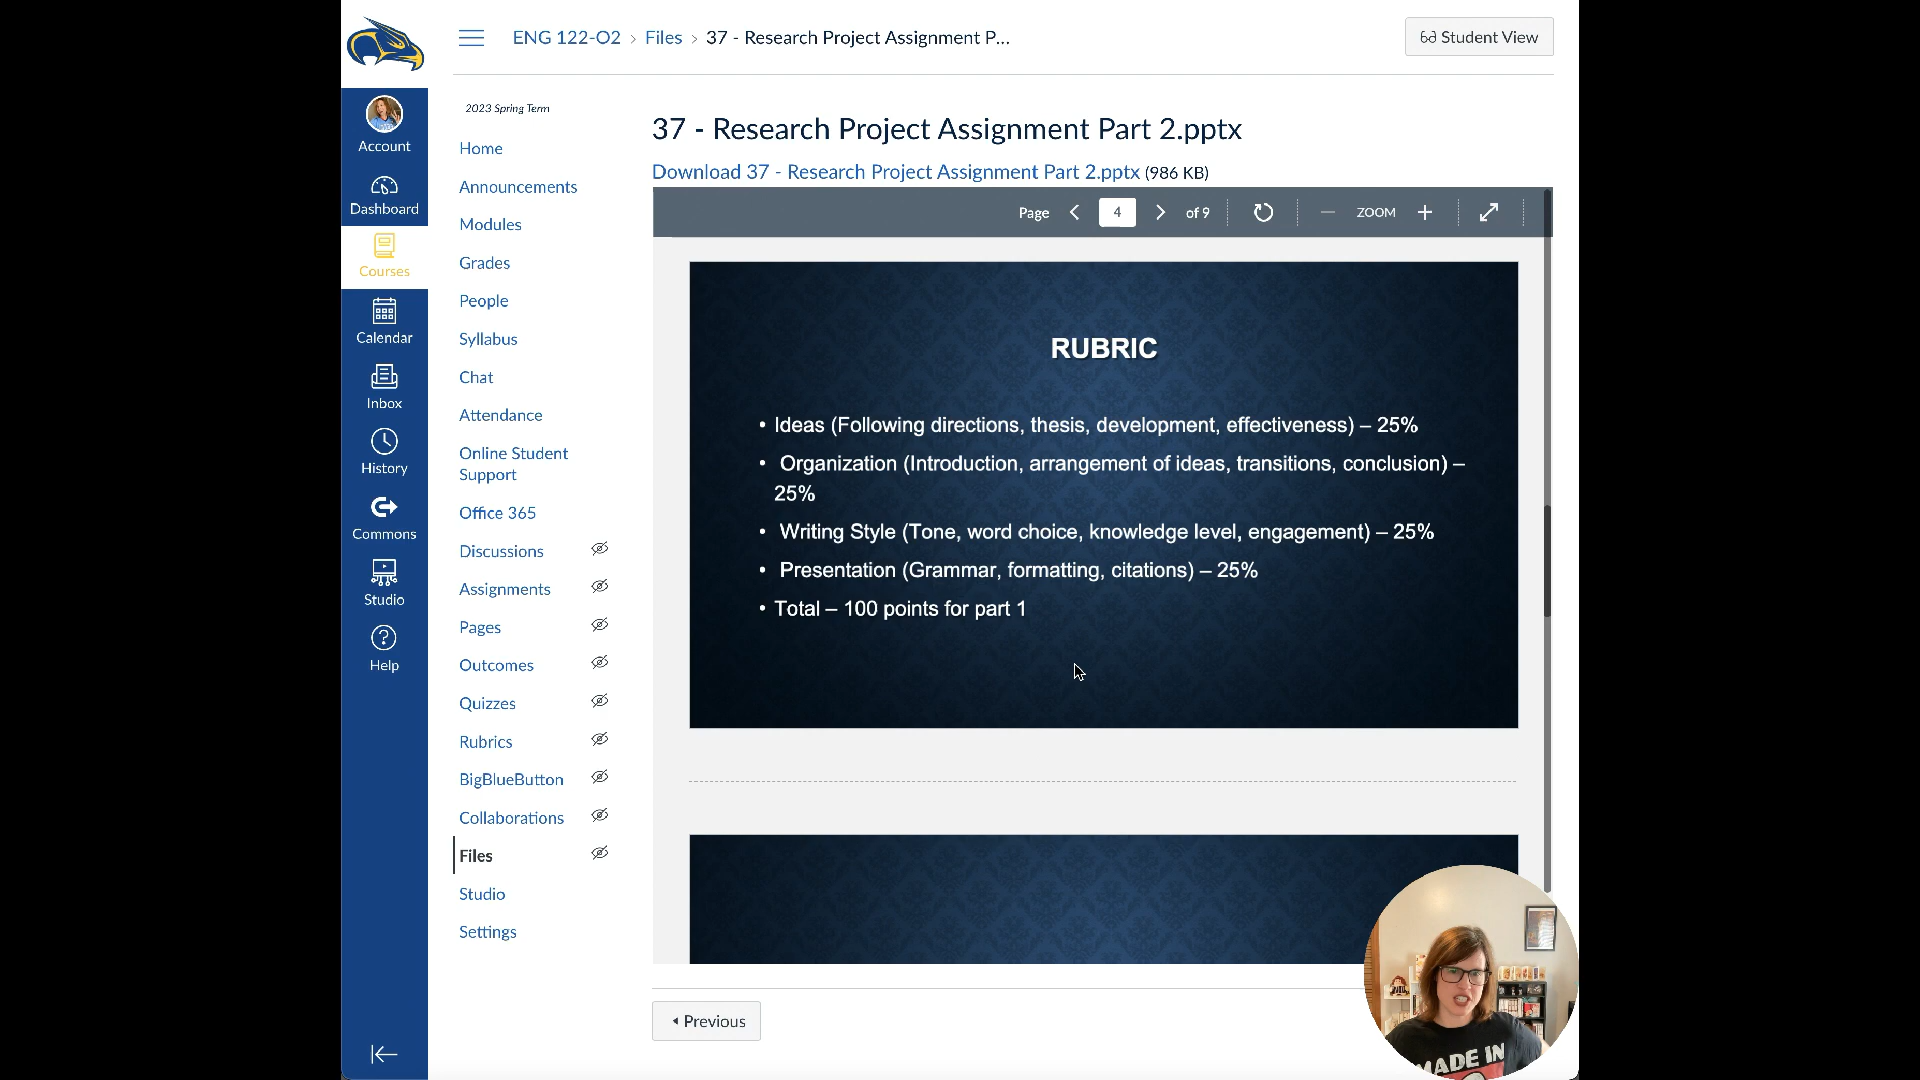 ENG 122-O2 > Files > 37 - Research Project Assignment P...
Student View
Account
Dashboard
Courses
Calendar
Inbox
History
Commons
Studio
Help
2023 Spring Term
Home
Announcements
Modules
Grades
People
Syllabus
Chat
Attendance
Online Student
Support
Office 365
Discussions
Assignments
Pages
Outcomes
Quizzes
Rubrics
BigBlueButton
Collaborations
Files
Studio
Settings
37 - Research Project Assignment Part 2.pptx
Download 37 - Research Project Assignment Part 2.pptx (986 KB)
Page 4 of 9 ZOOM
RUBRIC
• Ideas (Following directions, thesis, development, effectiveness) – 25%
• Organization (Introduction, arrangement of ideas, transitions, conclusion) –
25%
• Writing Style (Tone, word choice, knowledge level, engagement) – 25%
• Presentation (Grammar, formatting, citations) – 25%
• Total – 100 points for part 1
Previous
MADE IN